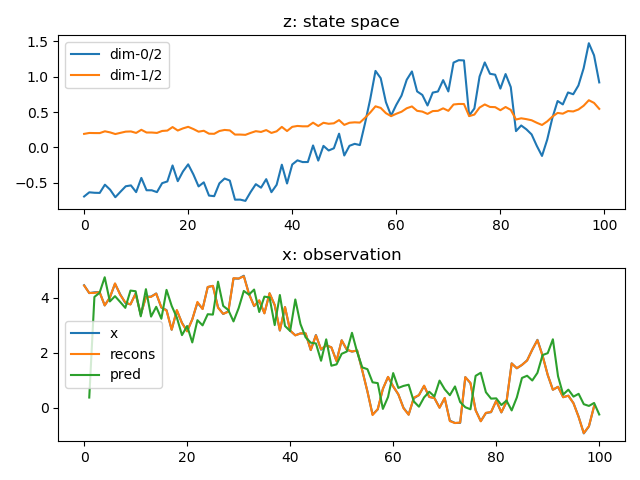 z: state space
dim-0/2
dim-1/2
1.5
1.0
0.5
0.0
−0.5
0 20 40 60 80 100
x: observation
x
recons
pred
4
2
0
0 20 40 60 80 100